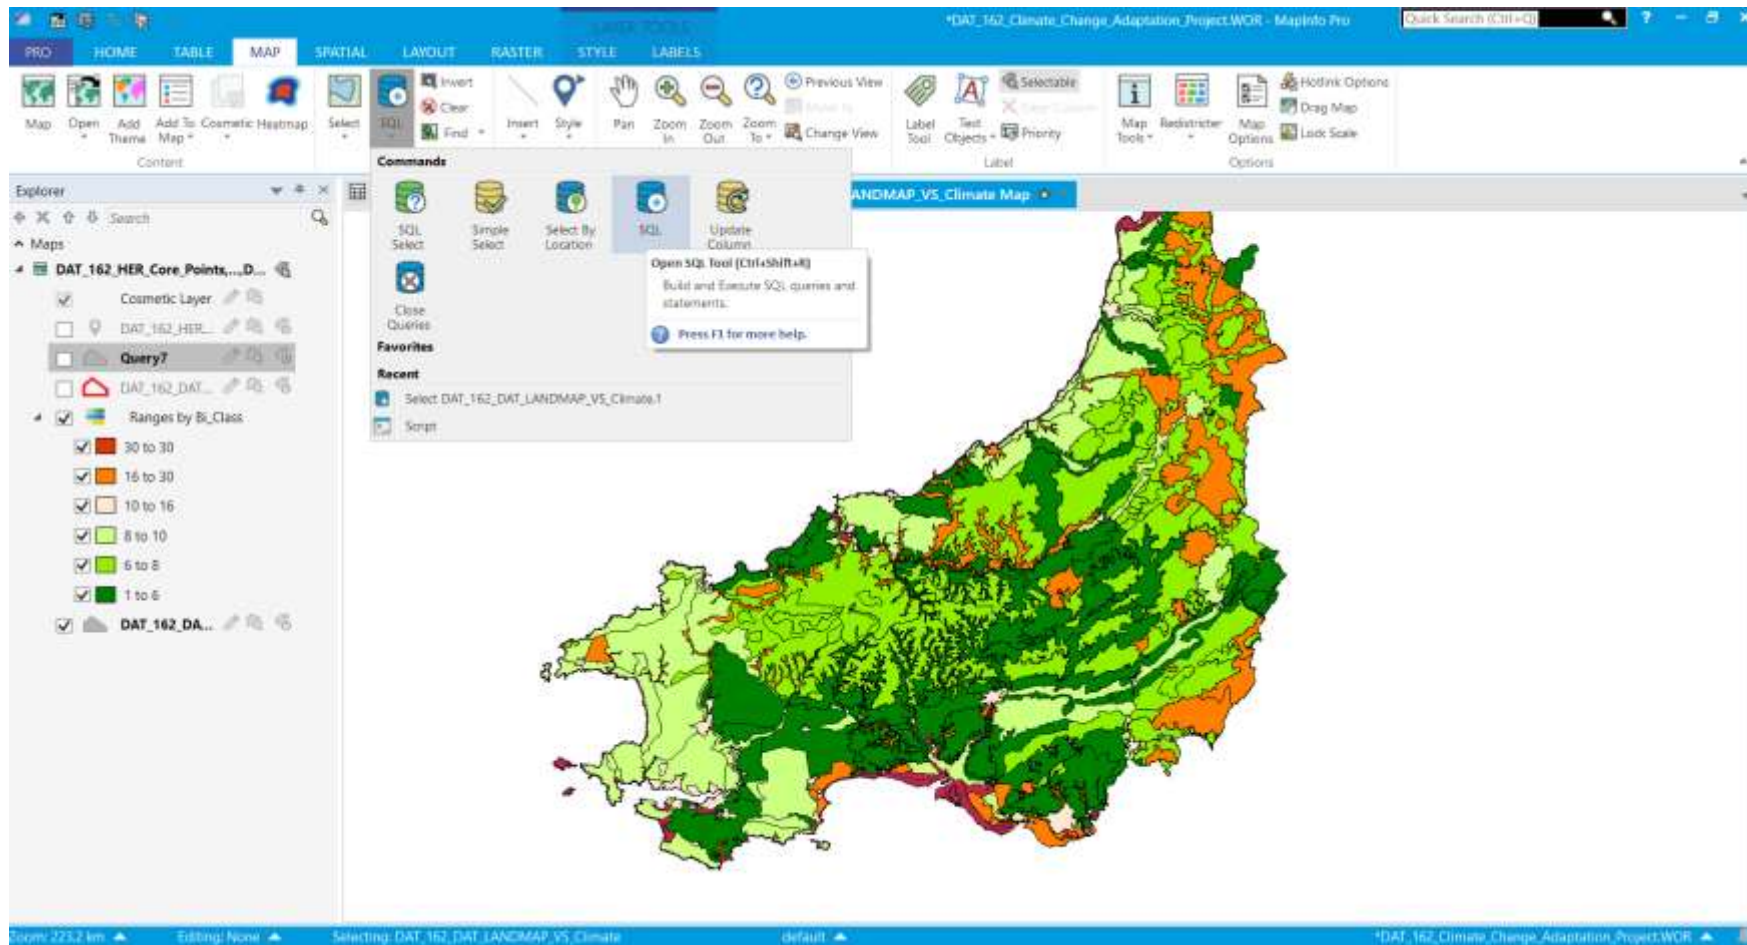 LAYER TOOLS
*DAT_162_Climate_Change_Adaptation_Project.WOR - MapInfo Pro
Quick Search (Ctrl+Q)
?
PRO HOME TABLE MAP SPATIAL LAYOUT RASTER STYLE LABELS
Map
Open
Add Theme
Add To Map
Cosmetic
Heatmap
Content
Select
SQL
Invert
Clear
Find
Insert
Style
Pan
Zoom In
Zoom Out
Zoom To
Previous View
Change View
Label Tool
Text Objects
Selectable
Priority
Label
Map Tools
Redistricter
Map Options
Hotlink Options
Drag Map
Lock Scale
Options
Commands
SQL Select
Simple Select
Select By Location
SQL
Update Column
Close Queries
Open SQL Tool (Ctrl+Shift+R)
Build and Execute SQL queries and
statements.
Press F1 for more help.
Favorites
Recent
Select DAT_162_DAT_LANDMAP_VS_Climate.1
Script
ANDMAP_VS_Climate Map
Explorer
Search
Maps
DAT_162_HER_Core_Points,...,D...
Cosmetic Layer
DAT_162_HER...
Query7
DAT_162_DAT...
Ranges by Bi_Class
30 to 30
16 to 30
10 to 16
8 to 10
6 to 8
1 to 6
DAT_162_DA...
Zoom: 223.2 km
Editing: None
Selecting: DAT_162_DAT_LANDMAP_VS_Climate
default
*DAT_162_Climate_Change_Adaptation_Project.WOR